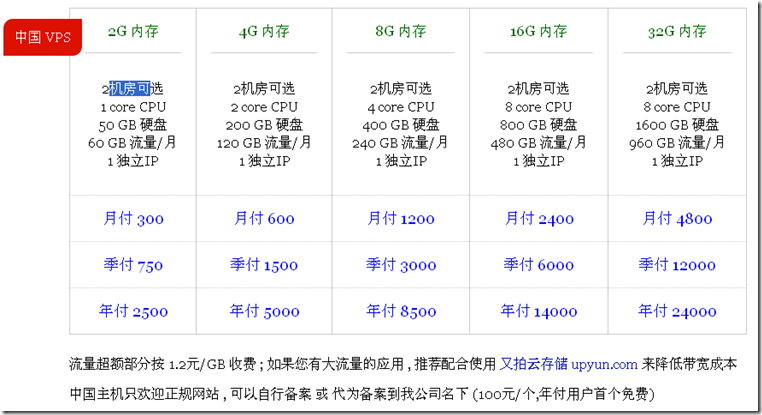 中国 VPS
2G 内存
4G 内存
8G 内存
16G 内存
32G 内存
2机房可选
1 core CPU
50 GB 硬盘
60 GB 流量/月
1 独立IP
2机房可选
2 core CPU
200 GB 硬盘
120 GB 流量/月
1 独立IP
2机房可选
4 core CPU
400 GB 硬盘
240 GB 流量/月
1 独立IP
2机房可选
8 core CPU
800 GB 硬盘
480 GB 流量/月
1 独立IP
2机房可选
8 core CPU
1600 GB 硬盘
960 GB 流量/月
1 独立IP
月付 300
月付 600
月付 1200
月付 2400
月付 4800
季付 750
季付 1500
季付 3000
季付 6000
季付 12000
年付 2500
年付 5000
年付 8500
年付 14000
年付 24000
流量超额部分按 1.2元/GB 收费 ; 如果您有大流量的应用 , 推荐配合使用 又拍云存储 upyun.com 来降低带宽成本
中国主机只欢迎正规网站 , 可以自行备案 或 代为备案到我公司名下 (100元/个,年付用户首个免费)